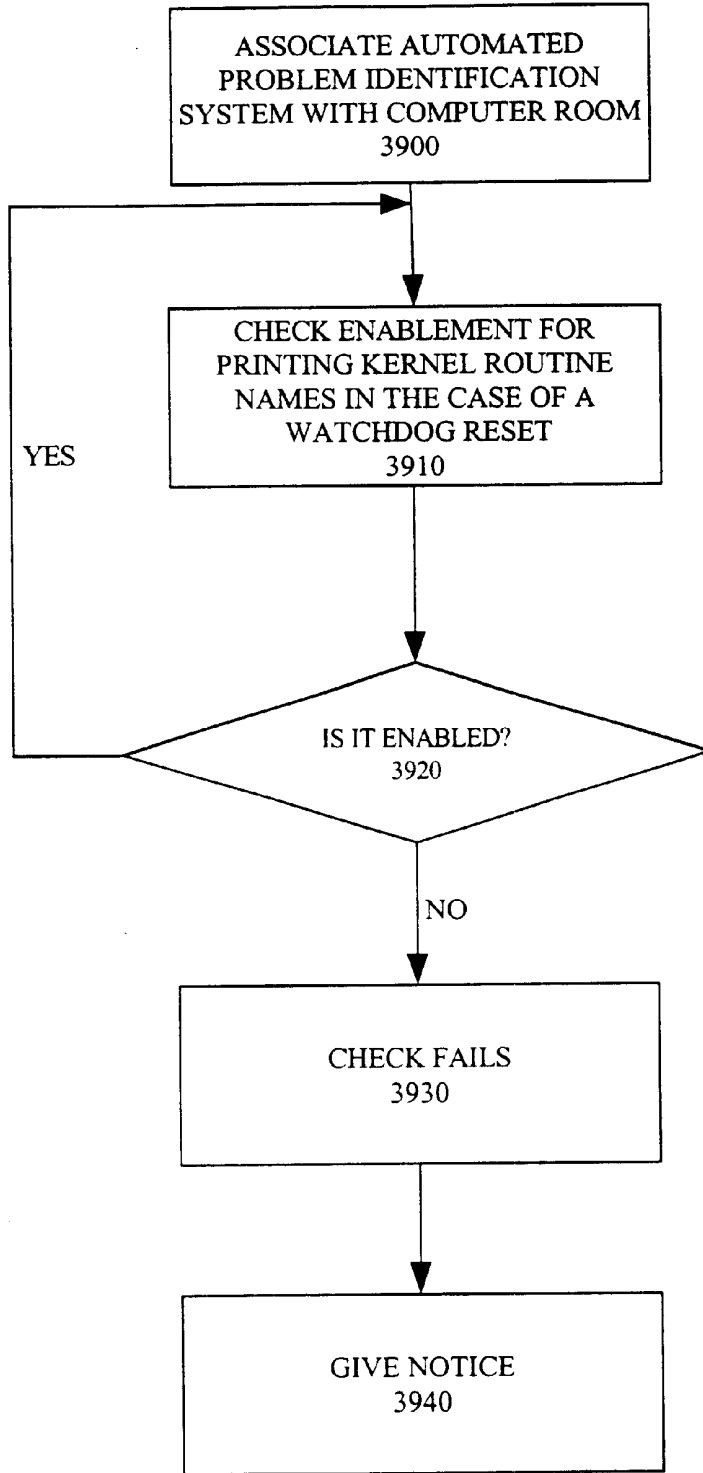 ASSOCIATE AUTOMATED
PROBLEM IDENTIFICATION
SYSTEM WITH COMPUTER ROOM
3900
CHECK ENABLEMENT FOR
PRINTING KERNEL ROUTINE
NAMES IN THE CASE OF A
WATCHDOG RESET
3910
YES
IS IT ENABLED?
3920
NO
CHECK FAILS
3930
GIVE NOTICE
3940